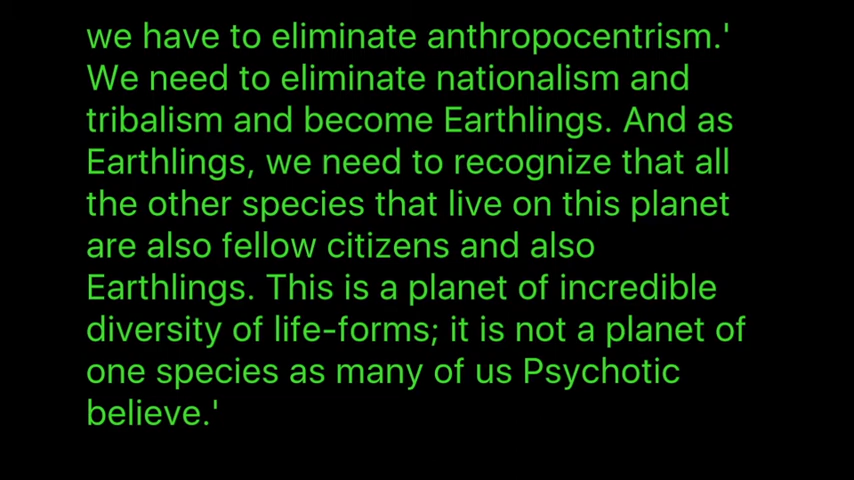 we have to eliminate anthropocentrism.'
We need to eliminate nationalism and
tribalism and become Earthlings. And as
Earthlings, we need to recognize that all
the other species that live on this planet
are also fellow citizens and also
Earthlings. This is a planet of incredible
diversity of life-forms; it is not a planet of
one species as many of us Psychotic
believe.'